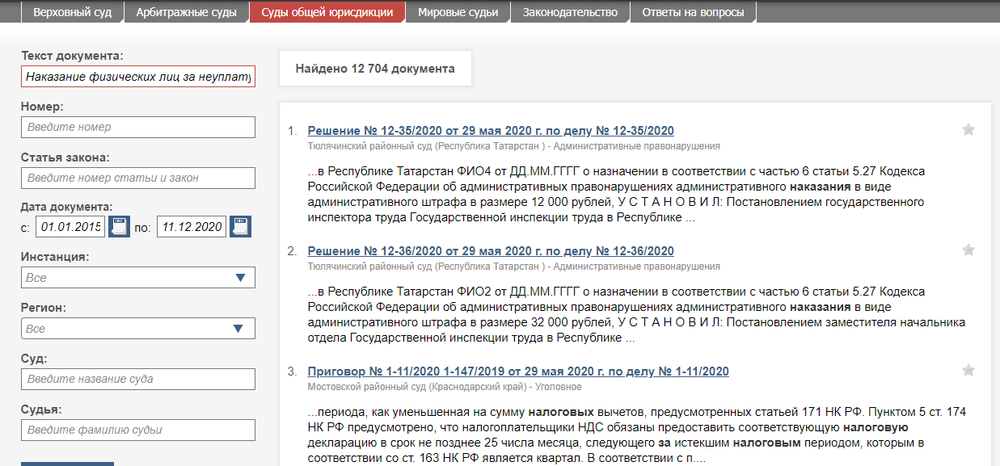 Верховный суд
Арбитражные суды
Суды общей юрисдикции
Мировые судьи
Законодательство
Ответы на вопросы
Текст документа:
Наказание физических лиц за неуплату
Номер:
Введите номер
Статья закона:
Введите номер статьи и закон
Дата документа:
с: 01.01.2015 по: 11.12.2020
Инстанция:
Все
Регион:
Все
Суд:
Введите название суда
Судья:
Введите фамилию судьи
Найдено 12 704 документа
1. Решение № 12-35/2020 от 29 мая 2020 г. по делу № 12-35/2020
Тюлячинский районный суд (Республика Татарстан ) - Административные правонарушения
...в Республике Татарстан ФИО4 от ДД.ММ.ГГГГ о назначении в соответствии с частью 6 статьи 5.27 Кодекса
Российской Федерации об административных правонарушениях административного наказания в виде
административного штрафа в размере 12 000 рублей, У С Т А Н О В И Л: Постановлением государственного
инспектора труда Государственной инспекции труда в Республике ...
2. Решение № 12-36/2020 от 29 мая 2020 г. по делу № 12-36/2020
Тюлячинский районный суд (Республика Татарстан ) - Административные правонарушения
...в Республике Татарстан ФИО2 от ДД.ММ.ГГГГ о назначении в соответствии с частью 6 статьи 5.27 Кодекса
Российской Федерации об административных правонарушениях административного наказания в виде
административного штрафа в размере 32 000 рублей, У С Т А Н О В И Л: Постановлением заместителя начальника
отдела Государственной инспекции труда в Республике ...
3. Приговор № 1-11/2020 1-147/2019 от 29 мая 2020 г. по делу № 1-11/2020
Мостовской районный суд (Краснодарский край) - Уголовное
...периода, как уменьшенная на сумму налоговых вычетов, предусмотренных статьей 171 НК РФ. Пунктом 5 ст. 174
НК РФ предусмотрено, что налогоплательщики НДС обязаны предоставить соответствующую налоговую
декларацию в срок не позднее 25 числа месяца, следующего за истекшим налоговым периодом, которым в
соответствии со ст. 163 НК РФ является квартал. В соответствии с п....